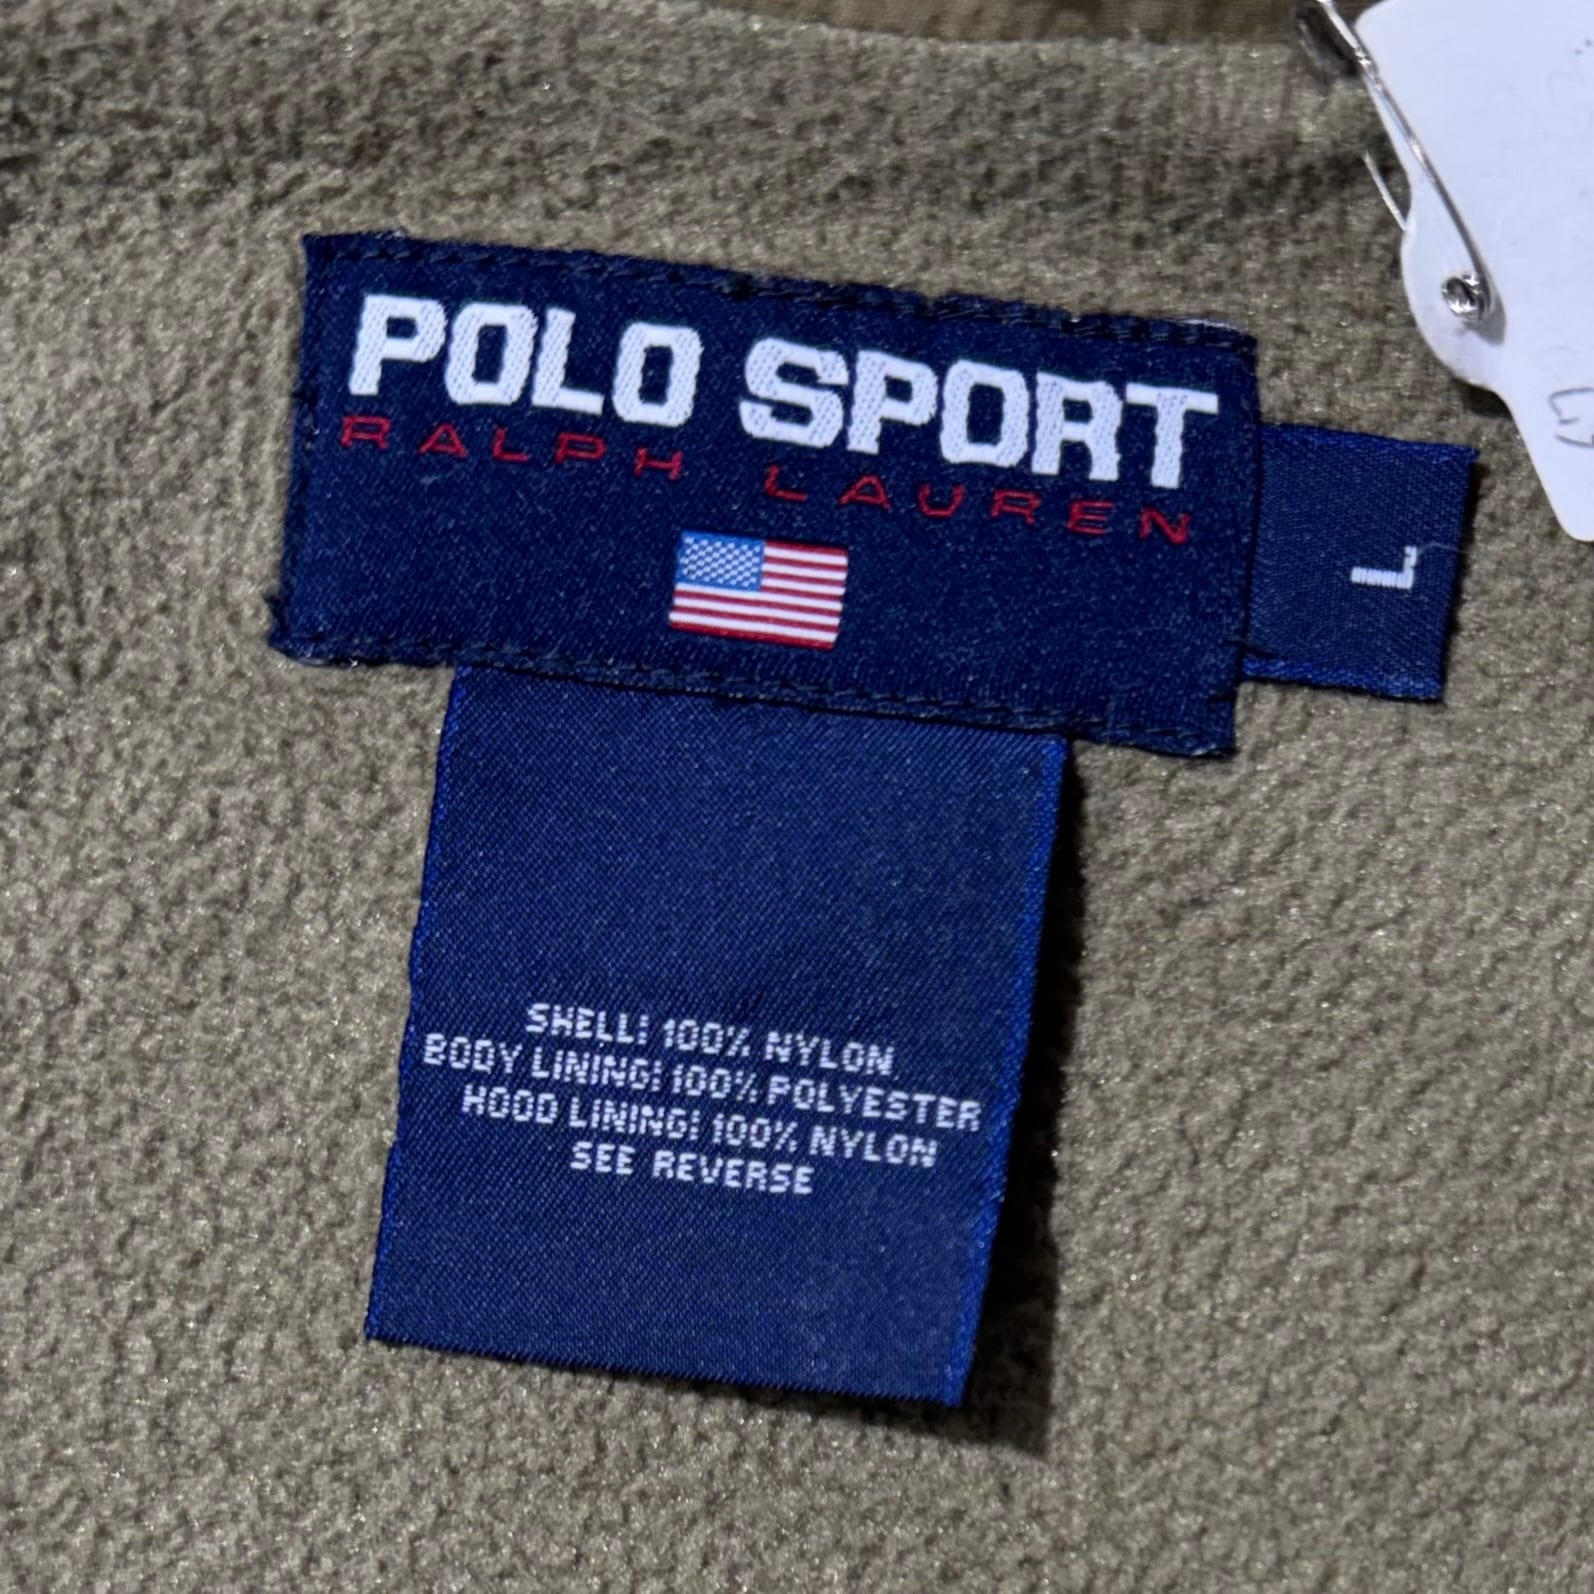 POLO SPORT
RALPH LAUREN
L
SHELL: 100% NYLON
BODY LINING: 100% POLYESTER
HOOD LINING: 100% NYLON
SEE REVERSE